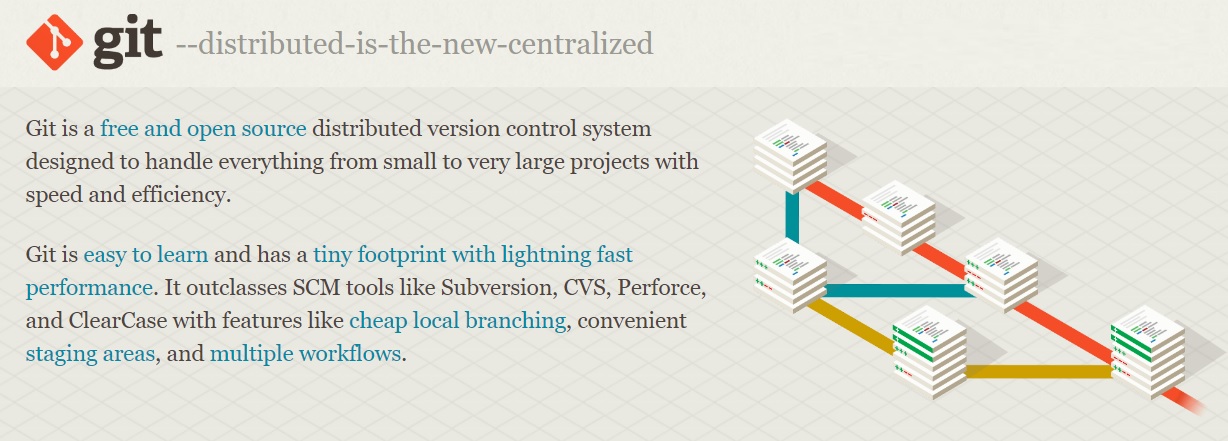 git --distributed-is-the-new-centralized
Git is a free and open source distributed version control system
designed to handle everything from small to very large projects with
speed and efficiency.
Git is easy to learn and has a tiny footprint with lightning fast
performance. It outclasses SCM tools like Subversion, CVS, Perforce,
and ClearCase with features like cheap local branching, convenient
staging areas, and multiple workflows.